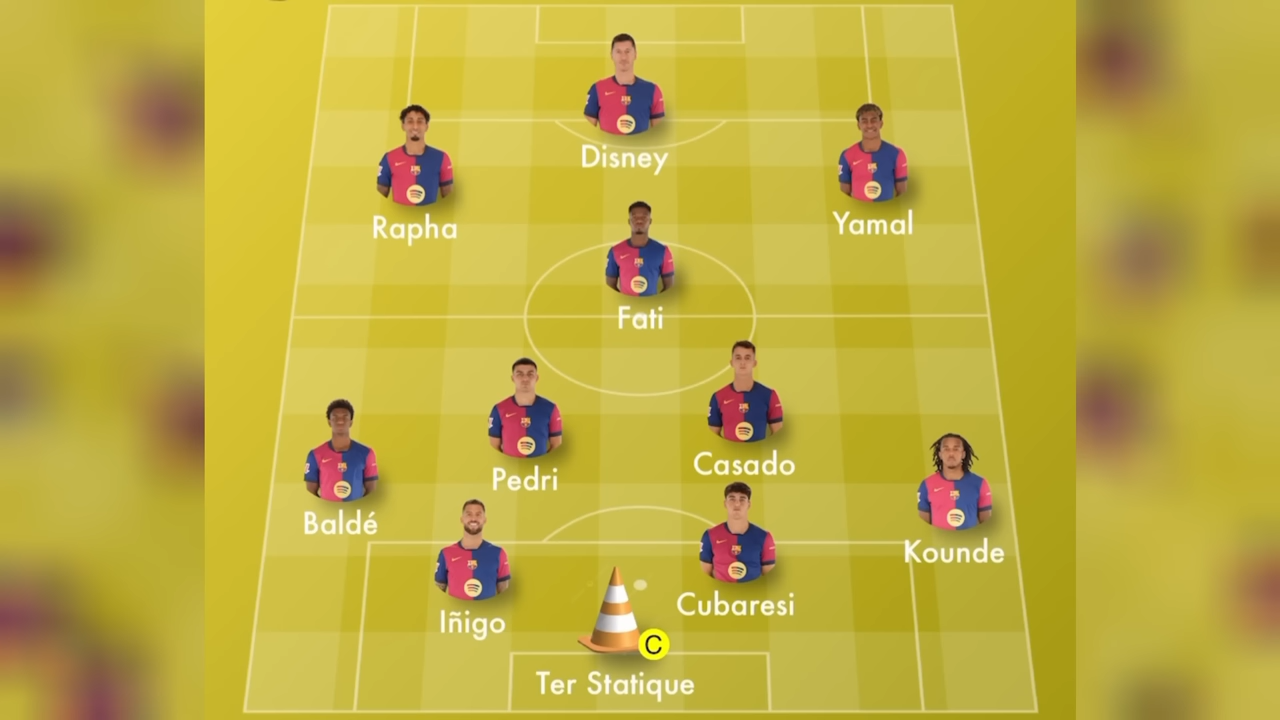 Disney
Rapha
Yamal
Fati
Pedri
Casado
Baldé
Kounde
Iñigo
Cubaresi
C
Ter Statique